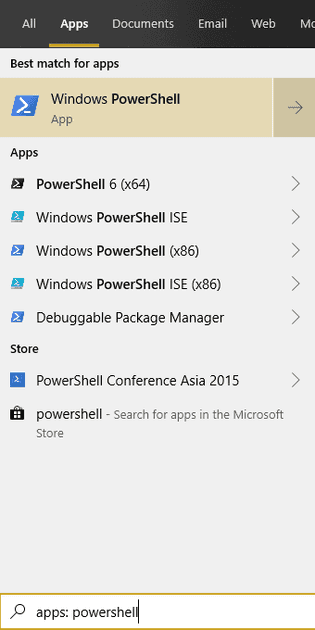 All Apps Documents Email Web Mo
Best match for apps
Windows PowerShell
App
Apps
PowerShell 6 (x64)
Windows PowerShell ISE
Windows PowerShell (x86)
Windows PowerShell ISE (x86)
Debuggable Package Manager
Store
PowerShell Conference Asia 2015
powershell - Search for apps in the Microsoft
Store
apps: powershell